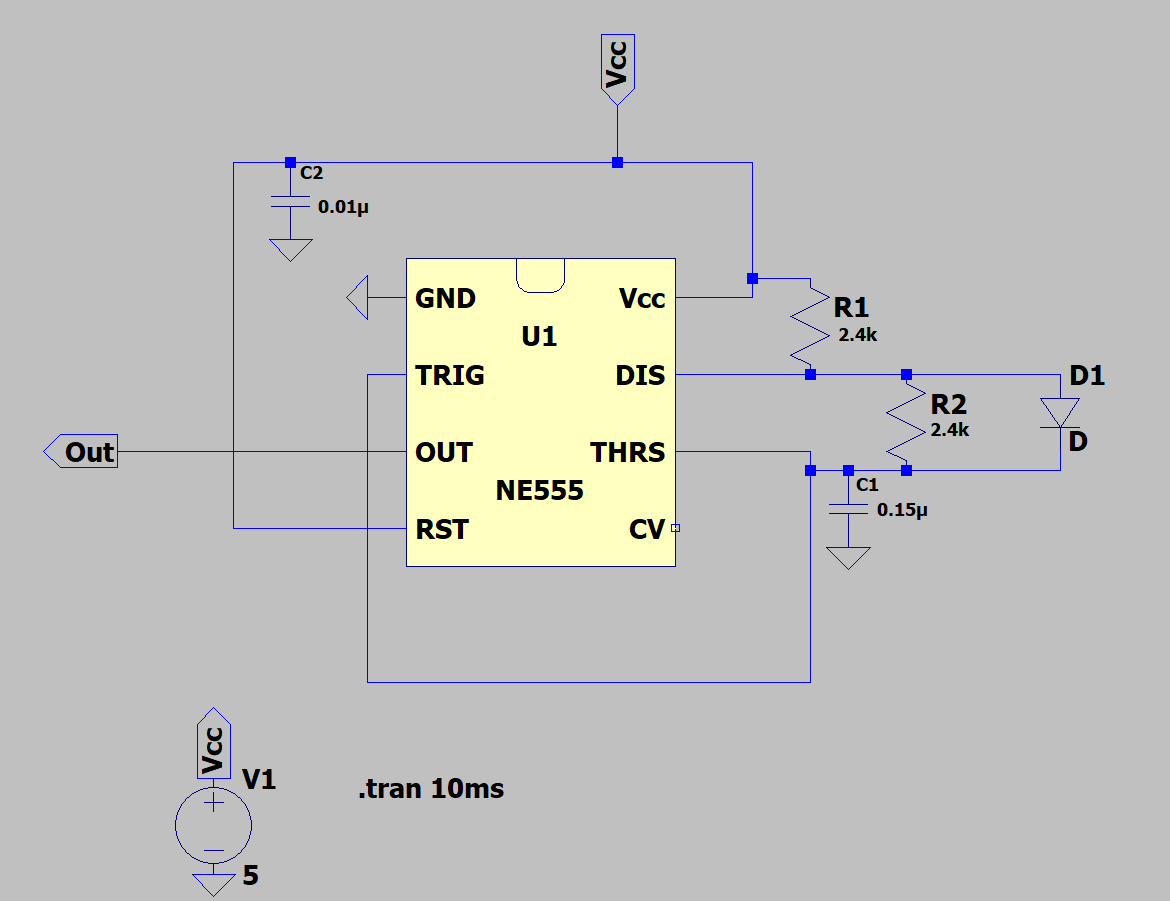 Vcc
C2
0.01µ
GND
Vcc
U1
R1
2.4k
TRIG
DIS
D1
R2
2.4k
Out
OUT
THRS
D
NE555
C1
0.15µ
RST
CV
Vcc
V1
.tran 10ms
5